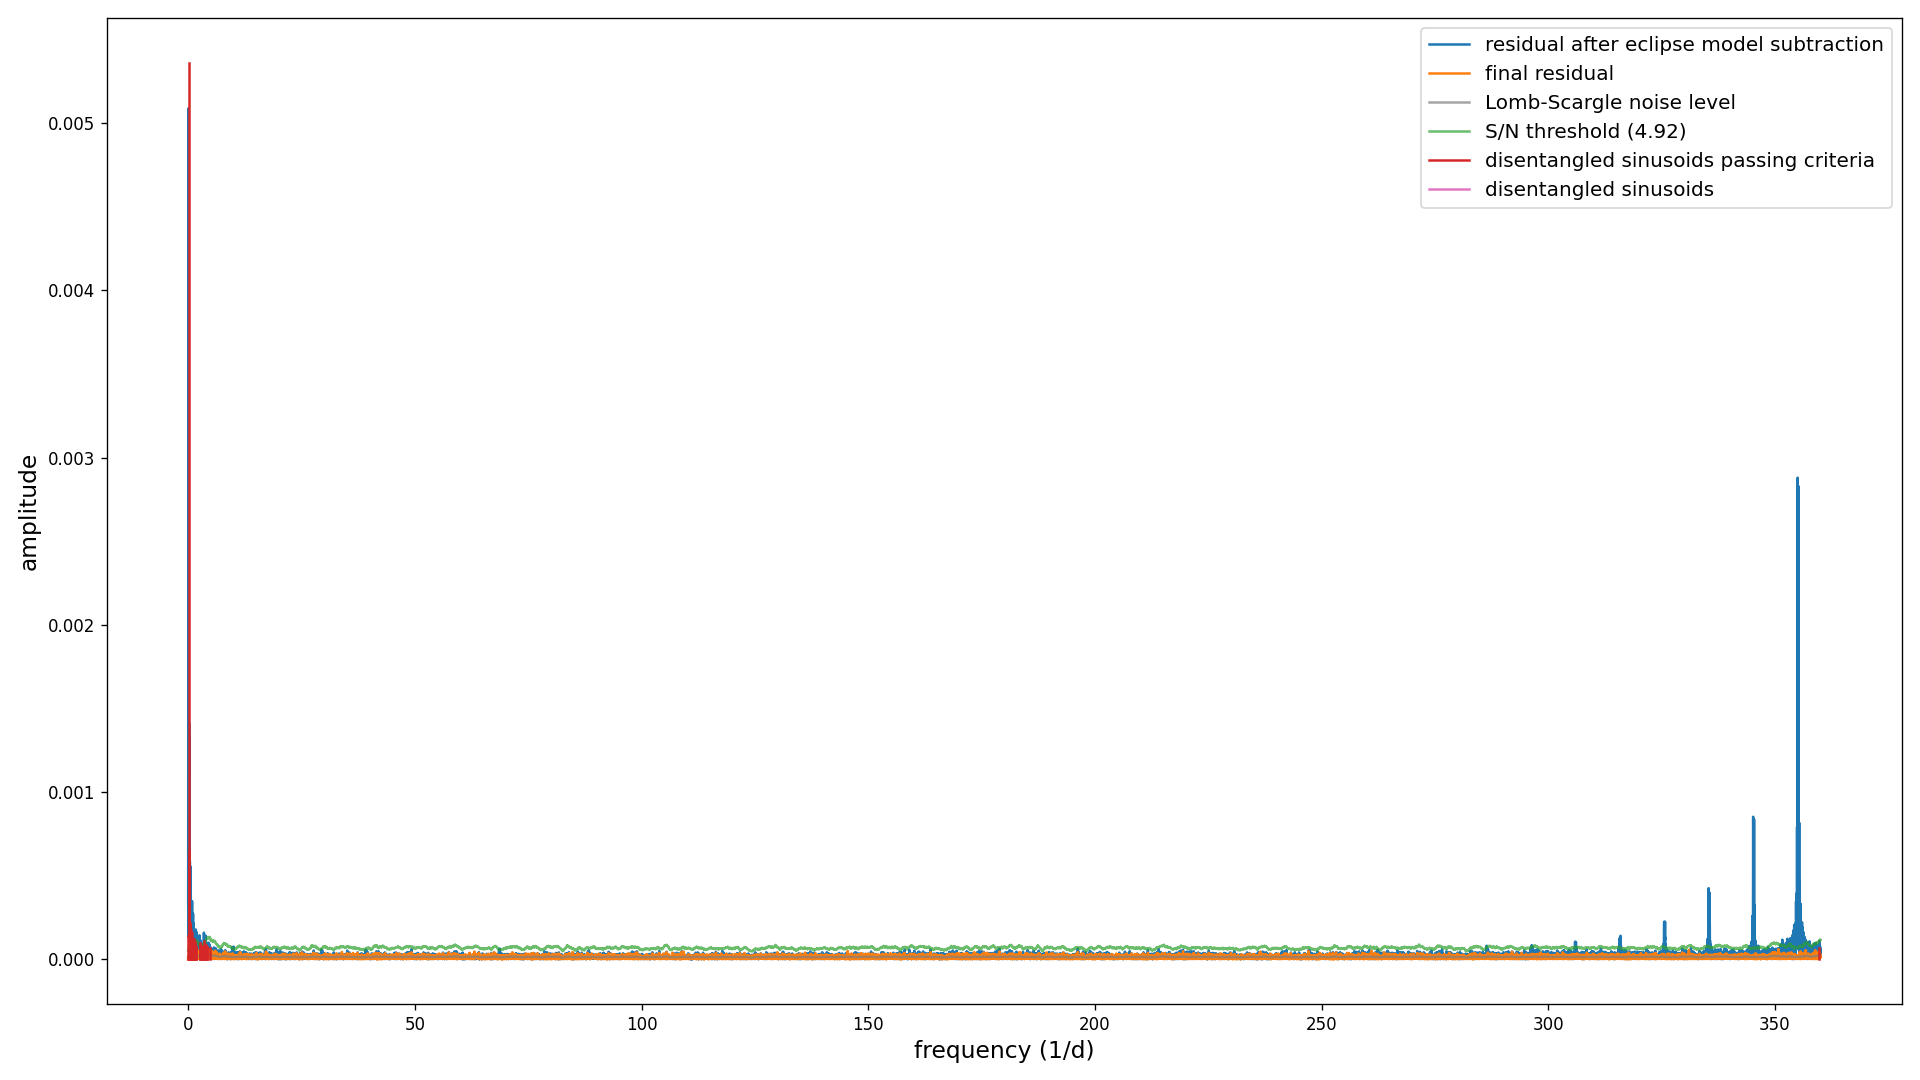 residual after eclipse model subtraction
final residual
Lomb-Scargle noise level
S/N threshold (4.92)
disentangled sinusoids passing criteria
disentangled sinusoids
0.005
0.004
0.003
0.002
0.001
0.000
amplitude
0 50 100 150 200 250 300 350
frequency (1/d)